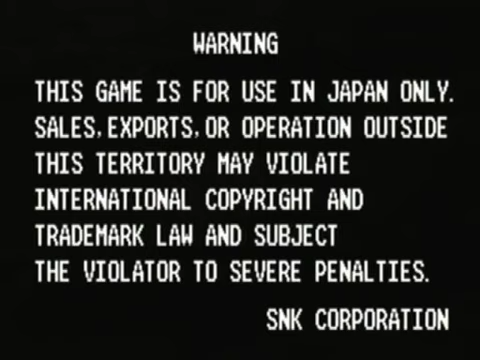 WARNING
THIS GAME IS FOR USE IN JAPAN ONLY.
SALES, EXPORTS, OR OPERATION OUTSIDE
THIS TERRITORY MAY VIOLATE
INTERNATIONAL COPYRIGHT AND
TRADEMARK LAW AND SUBJECT
THE VIOLATOR TO SEVERE PENALTIES.
SNK CORPORATION